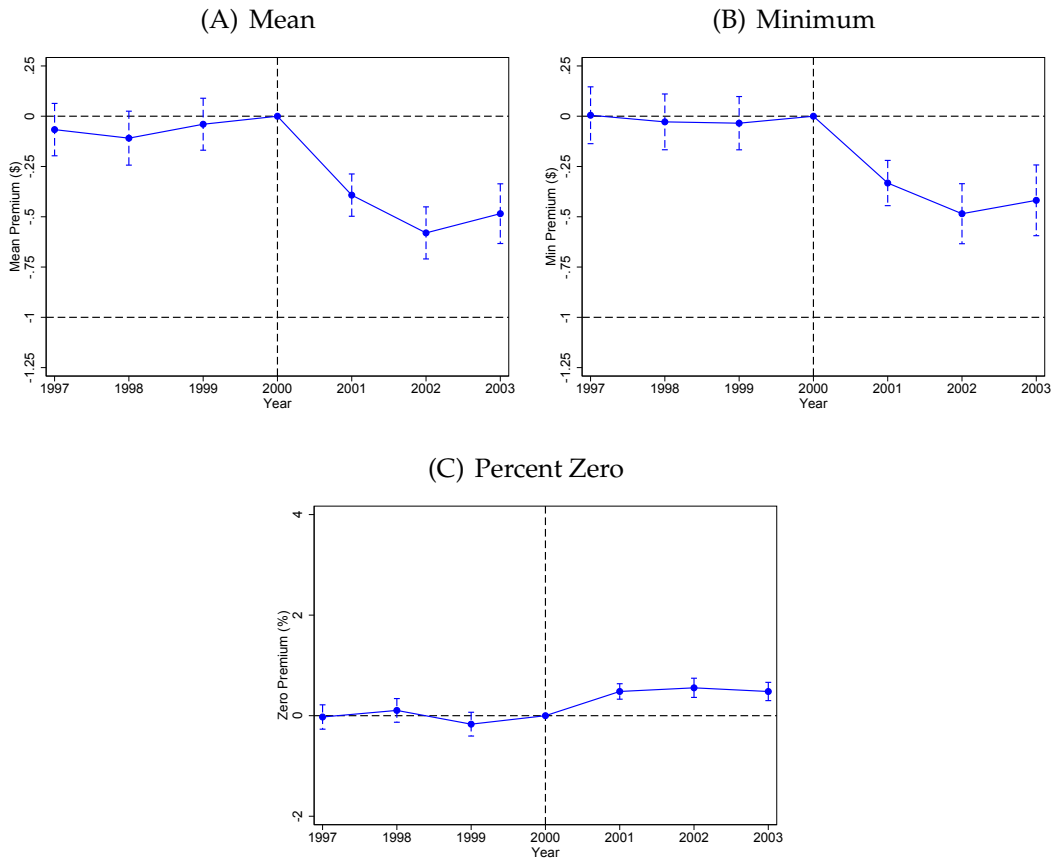 (A) Mean
Mean Premium ($)
.25
0
-.25
-.5
-.75
-1
-1.25
1997 1998 1999 2000 2001 2002 2003
Year
(B) Minimum
Min Premium ($)
.25
0
-.25
-.5
-.75
-1
-1.25
1997 1998 1999 2000 2001 2002 2003
Year
(C) Percent Zero
Zero Premium (%)
4
2
0
-2
1997 1998 1999 2000 2001 2002 2003
Year